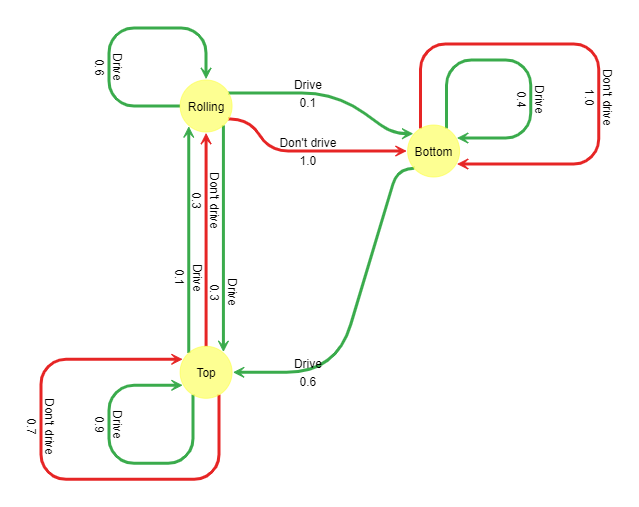 Drive
0.6
Rolling
Drive
0.1
Don't drive
1.0
Bottom
Drive
0.4
Don't drive
1.0
Don't drive
0.3
Drive
0.1
Drive
0.3
Top
Drive
0.6
Drive
0.9
Don't drive
0.7